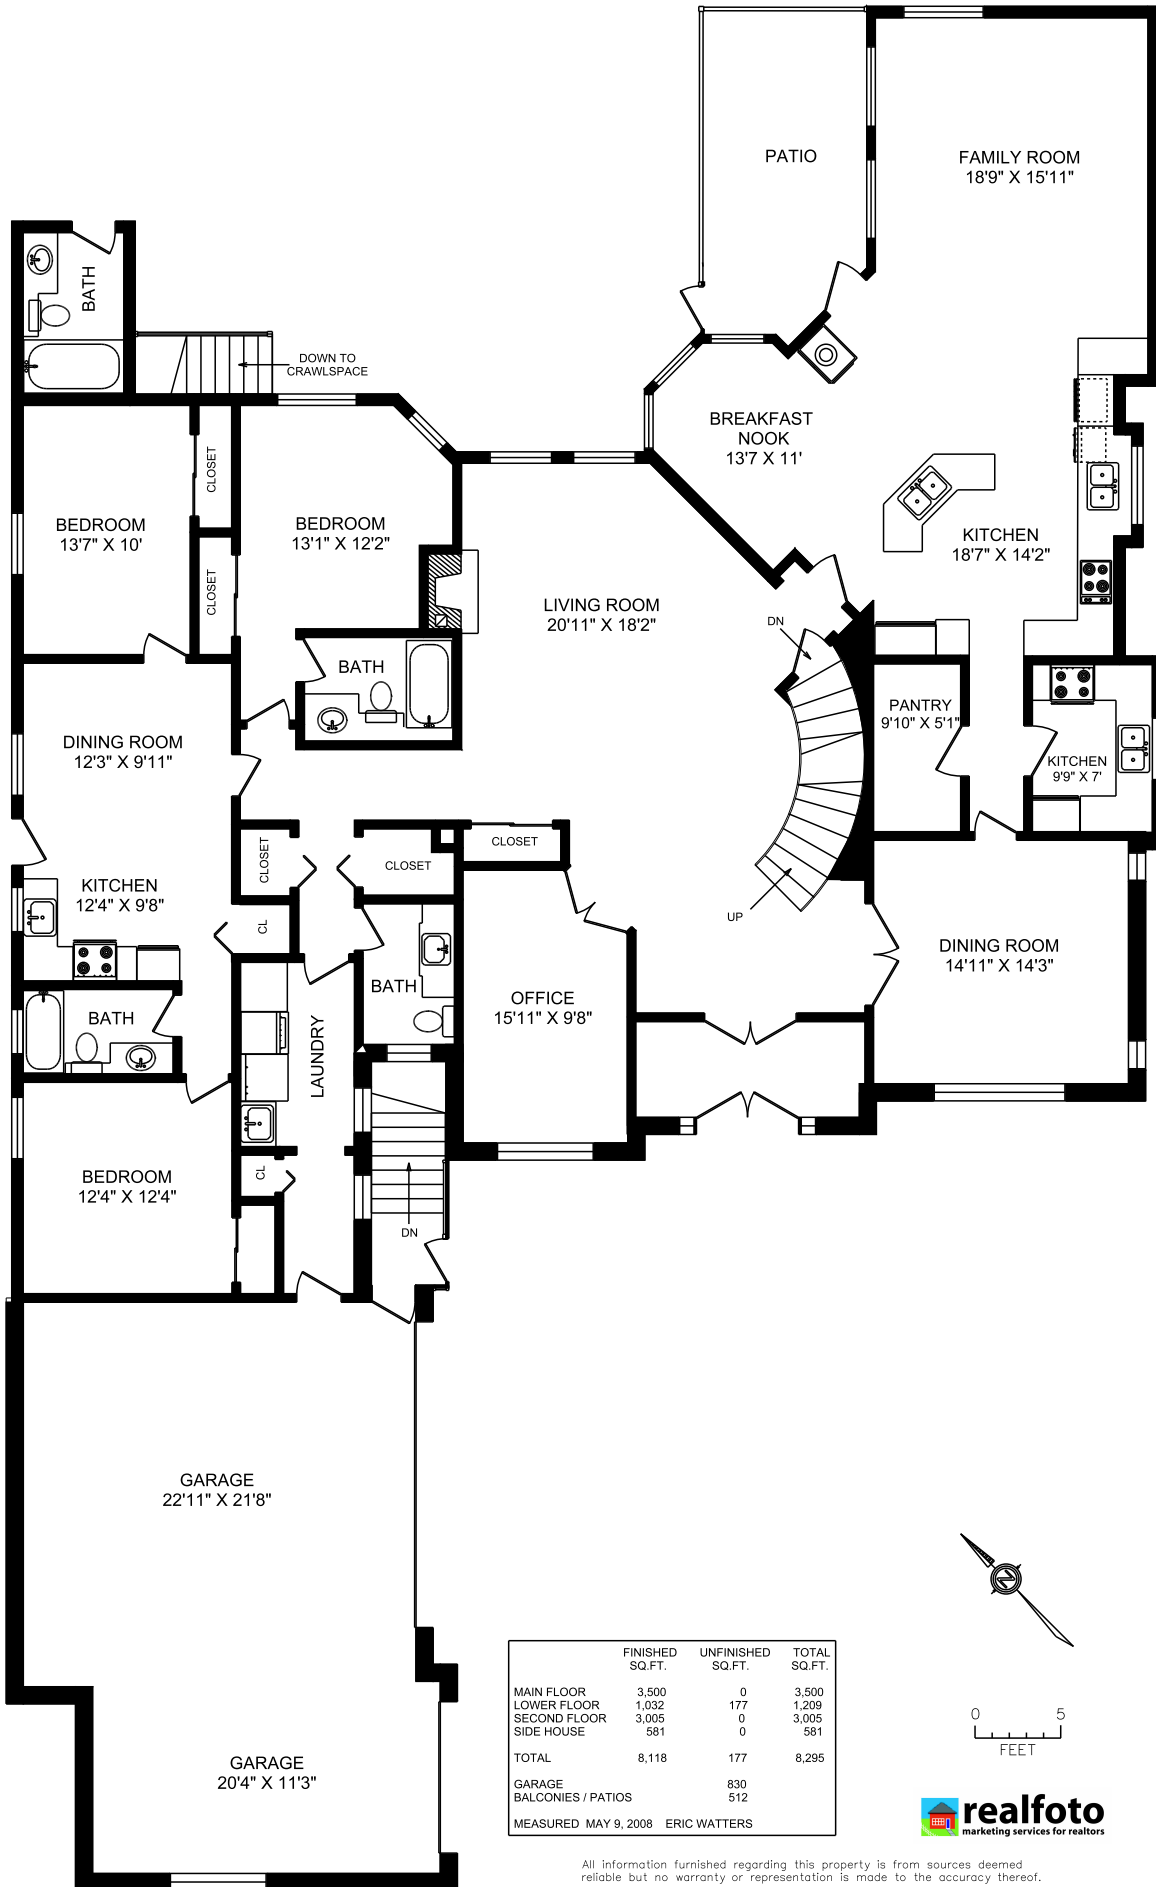 PATIO
FAMILY ROOM
18'9" X 15'11"
BATH
DOWN TO
CRAWLSPACE
BREAKFAST
NOOK
13'7 X 11'
CLOSET
BEDROOM
13'7" X 10'
BEDROOM
13'1" X 12'2"
KITCHEN
18'7" X 14'2"
CLOSET
LIVING ROOM
20'11" X 18'2"
DN
BATH
PANTRY
9'10" X 5'1"
DINING ROOM
12'3" X 9'11"
KITCHEN
9'9" X 7'
CLOSET
CLOSET
CLOSET
KITCHEN
12'4" X 9'8"
CL
UP
DINING ROOM
14'11" X 14'3"
BATH
OFFICE
15'11" X 9'8"
BATH
LAUNDRY
BEDROOM
12'4" X 12'4"
CL
DN
GARAGE
22'11" X 21'8"
N
FINISHED UNFINISHED TOTAL
SQ.FT. SQ.FT. SQ.FT.
MAIN FLOOR 3,500 0 3,500
LOWER FLOOR 1,032 177 1,209
SECOND FLOOR 3,005 0 3,005
SIDE HOUSE 581 0 581
TOTAL 8,118 177 8,295
GARAGE 830
BALCONIES / PATIOS 512
MEASURED MAY 9, 2008 ERIC WATTERS
0 5
FEET
GARAGE
20'4" X 11'3"
realfoto
marketing services for realtors
All information furnished regarding this property is from sources deemed
reliable but no warranty or representation is made to the accuracy thereof.